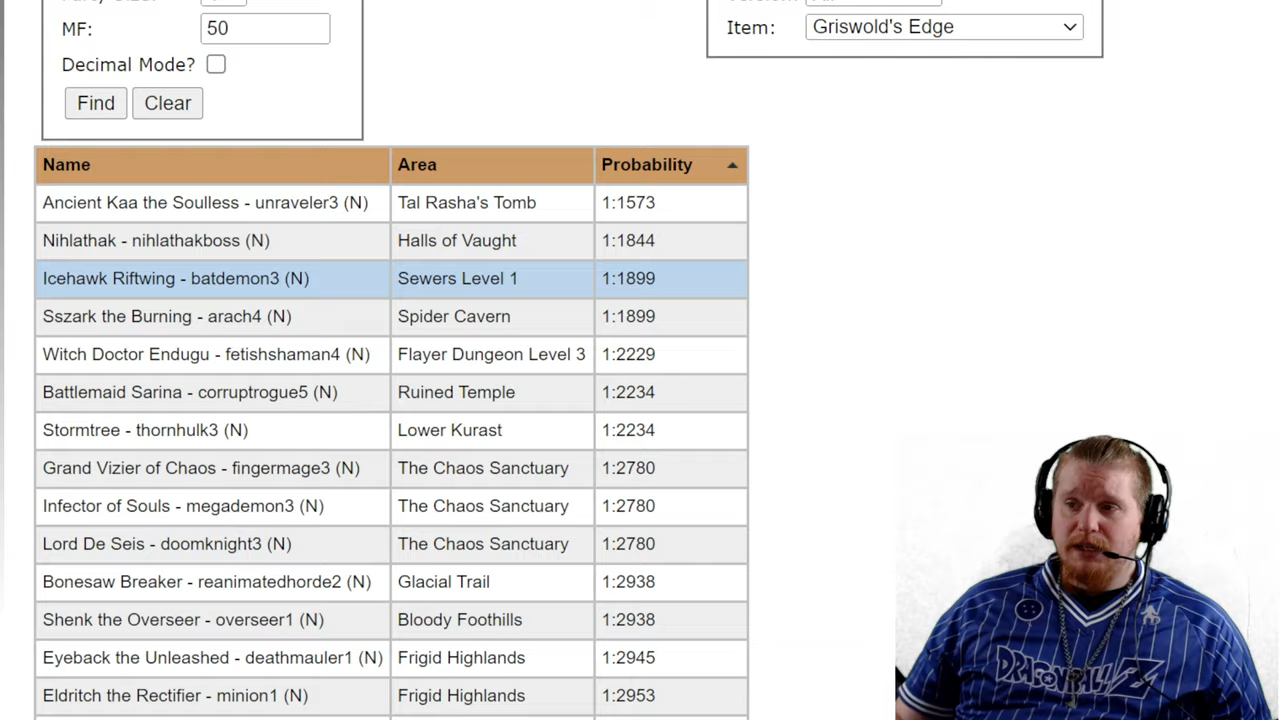 MF: 50
Item: Griswold's Edge
Decimal Mode?
Find Clear
Name Area Probability
Ancient Kaa the Soulless - unraveler3 (N) Tal Rasha's Tomb 1:1573
Nihlathak - nihlathakboss (N) Halls of Vaught 1:1844
Icehawk Riftwing - batdemon3 (N) Sewers Level 1 1:1899
Sszark the Burning - arach4 (N) Spider Cavern 1:1899
Witch Doctor Endugu - fetishshaman4 (N) Flayer Dungeon Level 3 1:2229
Battlemaid Sarina - corruptrogue5 (N) Ruined Temple 1:2234
Stormtree - thornhulk3 (N) Lower Kurast 1:2234
Grand Vizier of Chaos - fingermage3 (N) The Chaos Sanctuary 1:2780
Infector of Souls - megademon3 (N) The Chaos Sanctuary 1:2780
Lord De Seis - doomknight3 (N) The Chaos Sanctuary 1:2780
Bonesaw Breaker - reanimatedhorde2 (N) Glacial Trail 1:2938
Shenk the Overseer - overseer1 (N) Bloody Foothills 1:2938
Eyeback the Unleashed - deathmauler1 (N) Frigid Highlands 1:2945
Eldritch the Rectifier - minion1 (N) Frigid Highlands 1:2953
DRAGON BALL Z